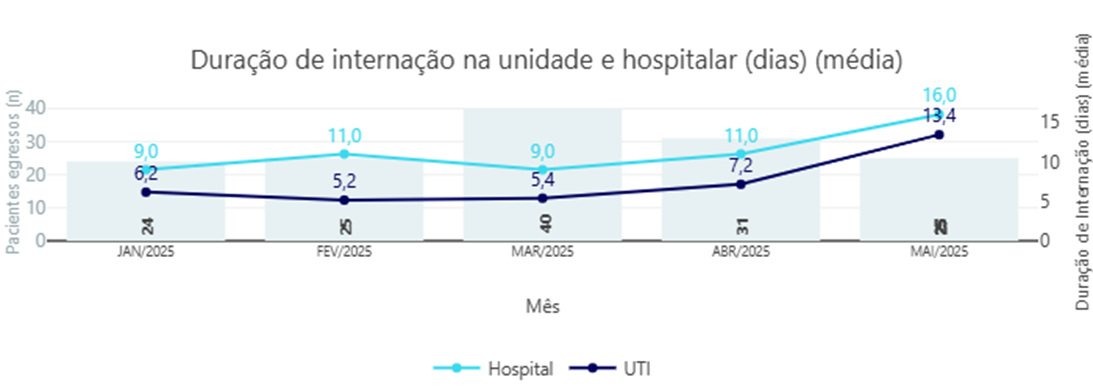 Duração de internação na unidade e hospitalar (dias) (média)
Pacientes egressos (n)
40
30
20
10
0
9,0
11,0
9,0
11,0
16,0
6,2
5,2
5,4
7,2
13,4
24
25
40
31
15
10
5
0
Duração de Internação (dias) (média)
JAN/2025
FEV/2025
MAR/2025
ABR/2025
MAI/2025
Mês
Hospital
UTI